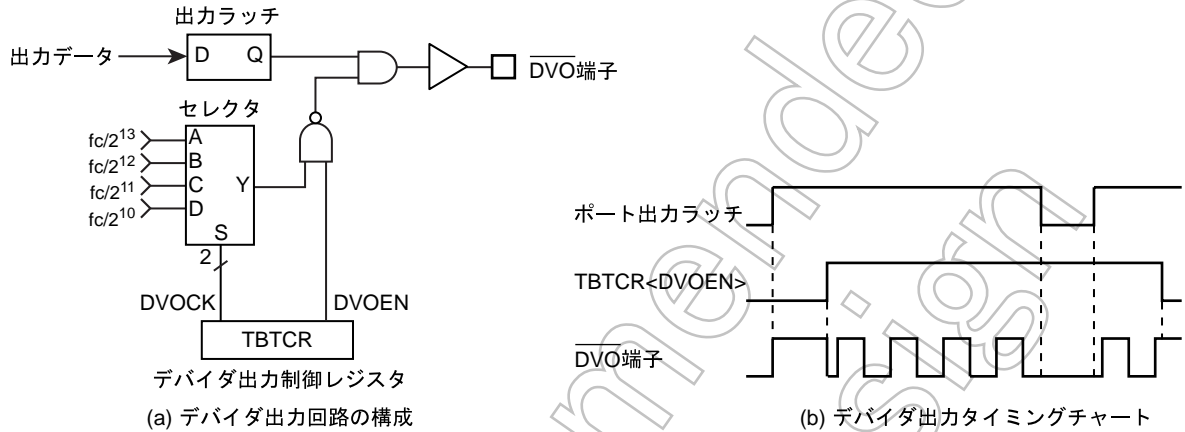 出力ラッチ
出力データ
D Q
DVO端子
セレクタ
fc/2¹³ A
fc/2¹² B
fc/2¹¹ C Y
fc/2¹⁰ D
S
2
DVOCK DVOEN
TBTCR
デバイダ出力制御レジスタ
(a) デバイダ出力回路の構成
ポート出力ラッチ
TBTCR<DVOEN>
DVO端子
(b) デバイダ出力タイミングチャート